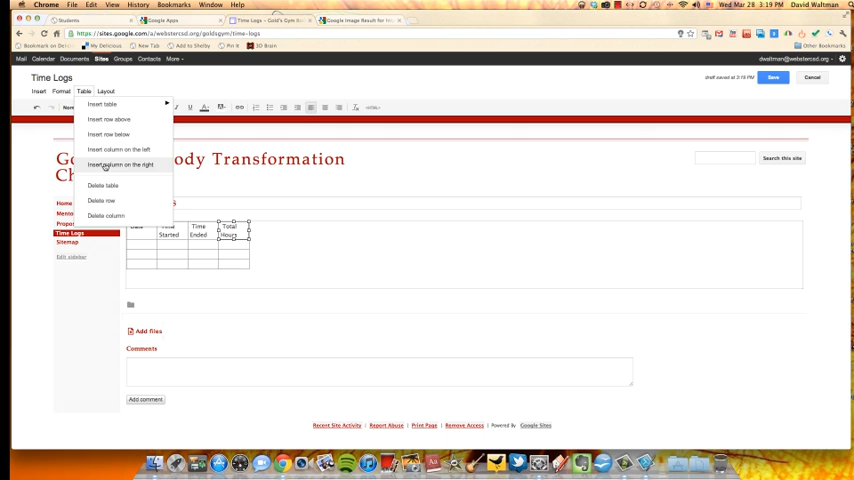 Chrome File Edit View History Bookmarks Window Help
Wed Mar 28 3:19 PM David Waltman
Students
Google Apps
Time Logs – Gold's Gym Bo
Google Image Result for
https://sites.google.com/a/webstercsd.org/goldsgym/time-logs
Bookmark on Deli
My Delicious
New Tab
Add to Shelby
Pin It
3D Brain
Other Bookmarks
Mail Calendar Documents Sites Groups Contacts More
dwaltman@webstercsd.org
Time Logs
draft saved at 3:19 PM
Save
Cancel
Insert Format Table Layout
Insert table
Insert row above
Insert row below
Insert column on the left
Insert column on the right
Delete table
Delete row
Delete column
ody Transformation
Search this site
Home
Time Logs
Sitemap
Edit sidebar
Started
Time
Ended
Total
Hours
Add files
Comments
Add comment
Recent Site Activity | Report Abuse | Print Page | Remove Access | Powered By Google Sites